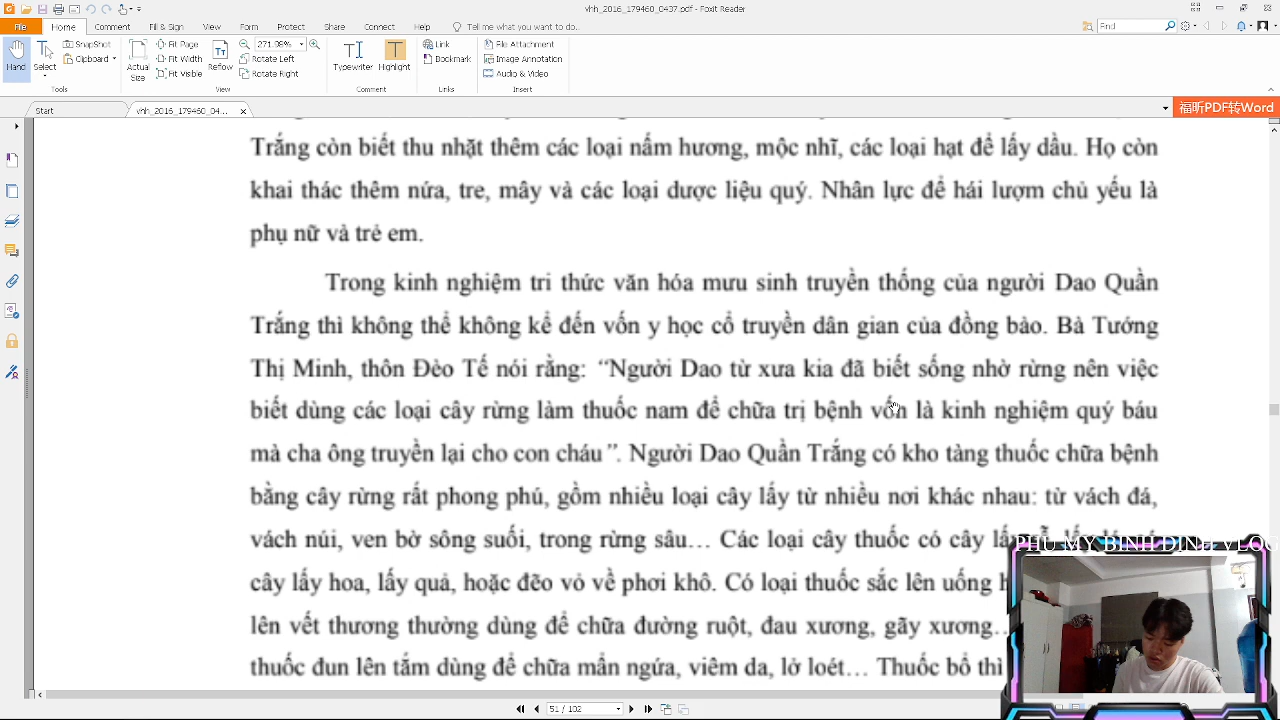 vhh_2016_179460_0437.pdf - Foxit Reader
File Home Comment Fill & Sign Form Protect Share Connect Help Tell me what you want to do.. Find
Hand Select SnapShot Clipboard Actual Size Fit Page Fit Width Fit Visible Reflow 271.96% Rotate Left Rotate Right Typewriter Highlight Link Bookmark File Attachment Image Annotation Audio & Video
Tools View Comment Links Insert
Start vhh_2016_179460_04... 福昕PDF转Word
Trắng còn biết thu nhặt thêm các loại nấm hương, mộc nhĩ, các loại hạt để lấy dầu. Họ còn
khai thác thêm nứa, tre, mây và các loại dược liệu quý. Nhân lực để hái lượm chủ yếu là
phụ nữ và trẻ em.
Trong kinh nghiệm tri thức văn hóa mưu sinh truyền thống của người Dao Quần
Trắng thì không thể không kể đến vốn y học cổ truyền dân gian của đồng bào. Bà Tướng
Thị Minh, thôn Đèo Tế nói rằng: “Người Dao từ xưa kia đã biết sống nhờ rừng nên việc
biết dùng các loại cây rừng làm thuốc nam để chữa trị bệnh vốn là kinh nghiệm quý báu
mà cha ông truyền lại cho con cháu”. Người Dao Quần Trắng có kho tàng thuốc chữa bệnh
bằng cây rừng rất phong phú, gồm nhiều loại cây lấy từ nhiều nơi khác nhau: từ vách đá,
vách núi, ven bờ sông suối, trong rừng sâu… Các loại cây thuốc có cây
PHU MY BINH DINH VLOG
cây lấy hoa, lấy quả, hoặc đẽo vỏ về phơi khô. Có loại thuốc sắc lên uống
lên vết thương thường dùng để chữa đường ruột, đau xương, gãy xương…
thuốc đun lên tắm dùng để chữa mẩn ngứa, viêm da, lở loét… Thuốc bổ thì
51 / 102